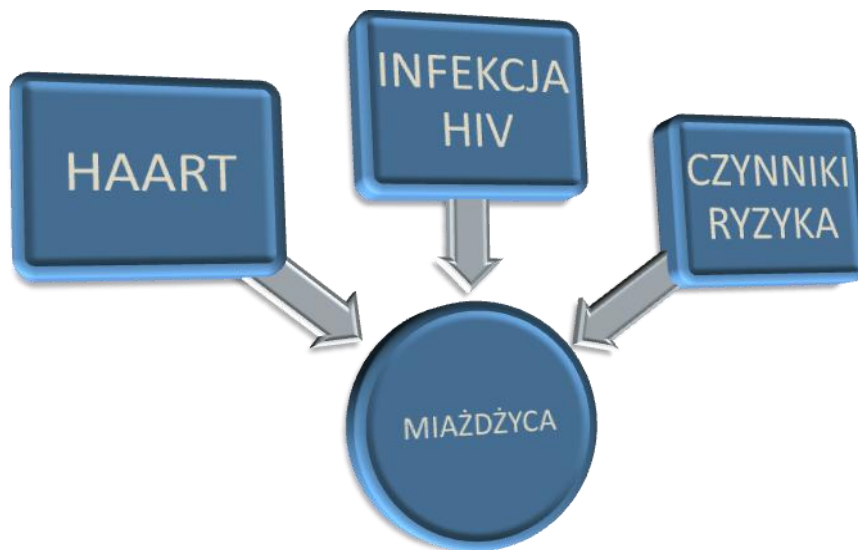 HAART
INFEKCJA
HIV
CZYNNIKI
RYZYKA
MIAŻDŻYCA